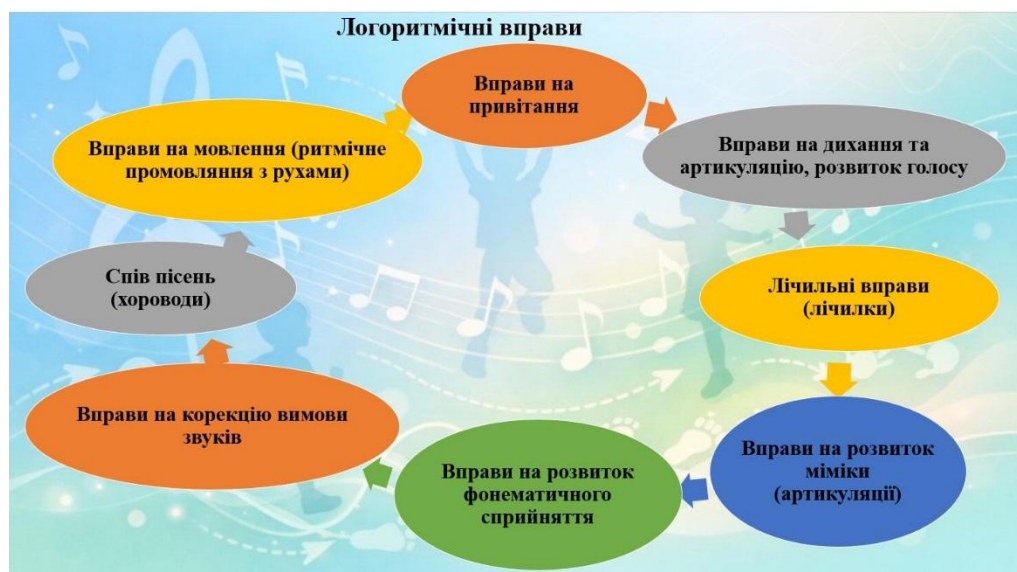 Логоритмічні вправи
Вправи на
привітання
Вправи на дихання та
артикуляцію, розвиток голосу
Лічильні вправи
(лічилки)
Вправи на розвиток
міміки
(артикуляції)
Вправи на розвиток
фонематичного
сприйняття
Вправи на корекцію вимови
звуків
Спів пісень
(хороводи)
Вправи на мовлення (ритмічне
промовляння з рухами)